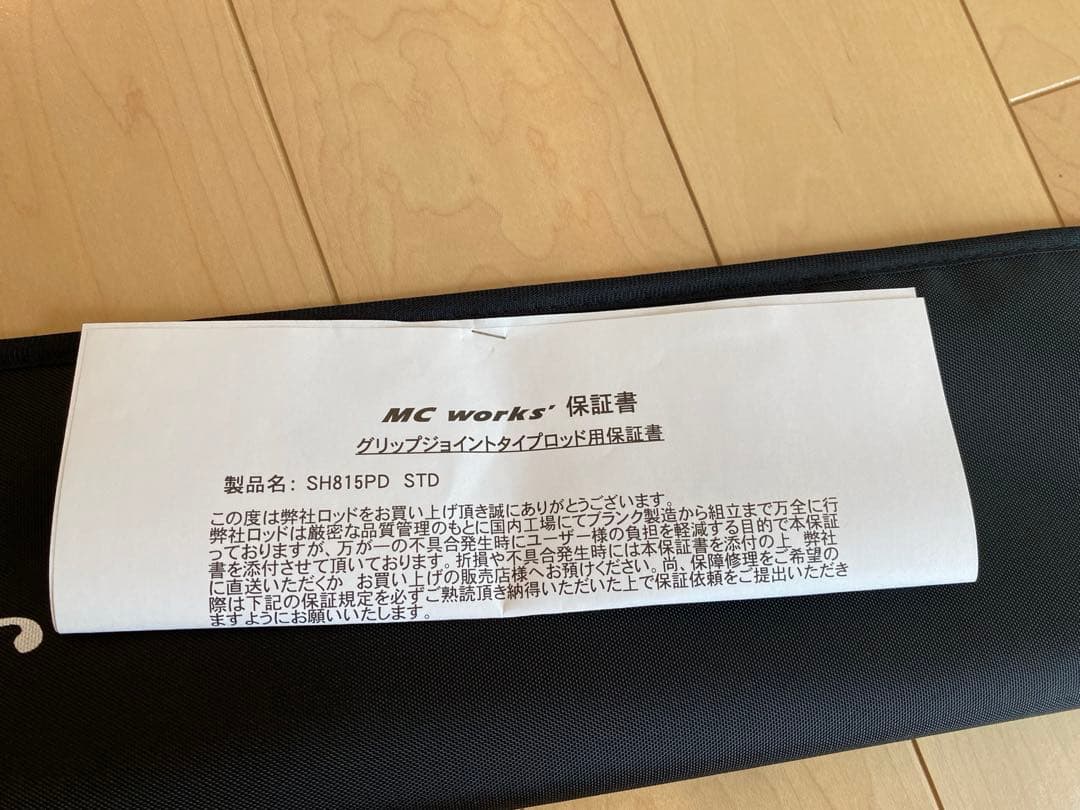 MC works' 保証書
グリップジョイントタイプロッド用保証書
製品名: SH815PD STD
この度は弊社ロッドをお買い上げ頂き誠にありがとうございます。
弊社ロッドは厳密な品質管理のもとに国内工場にてブランク製造から組立まで万全に行
っておりますが、万が一の不具合発生時にユーザー様の負担を軽減する目的で本保証
書を添付させて頂いております。折損や不具合発生時には本保証書を添付の上、弊社
に直送いただくか お買い上げの販売店様へお預けください。尚、保障修理をご希望の
際は下記の保証規定を必ずご熟読頂き納得いただいた上で保証依頼をご提出いただき
ますようにお願いいたします。